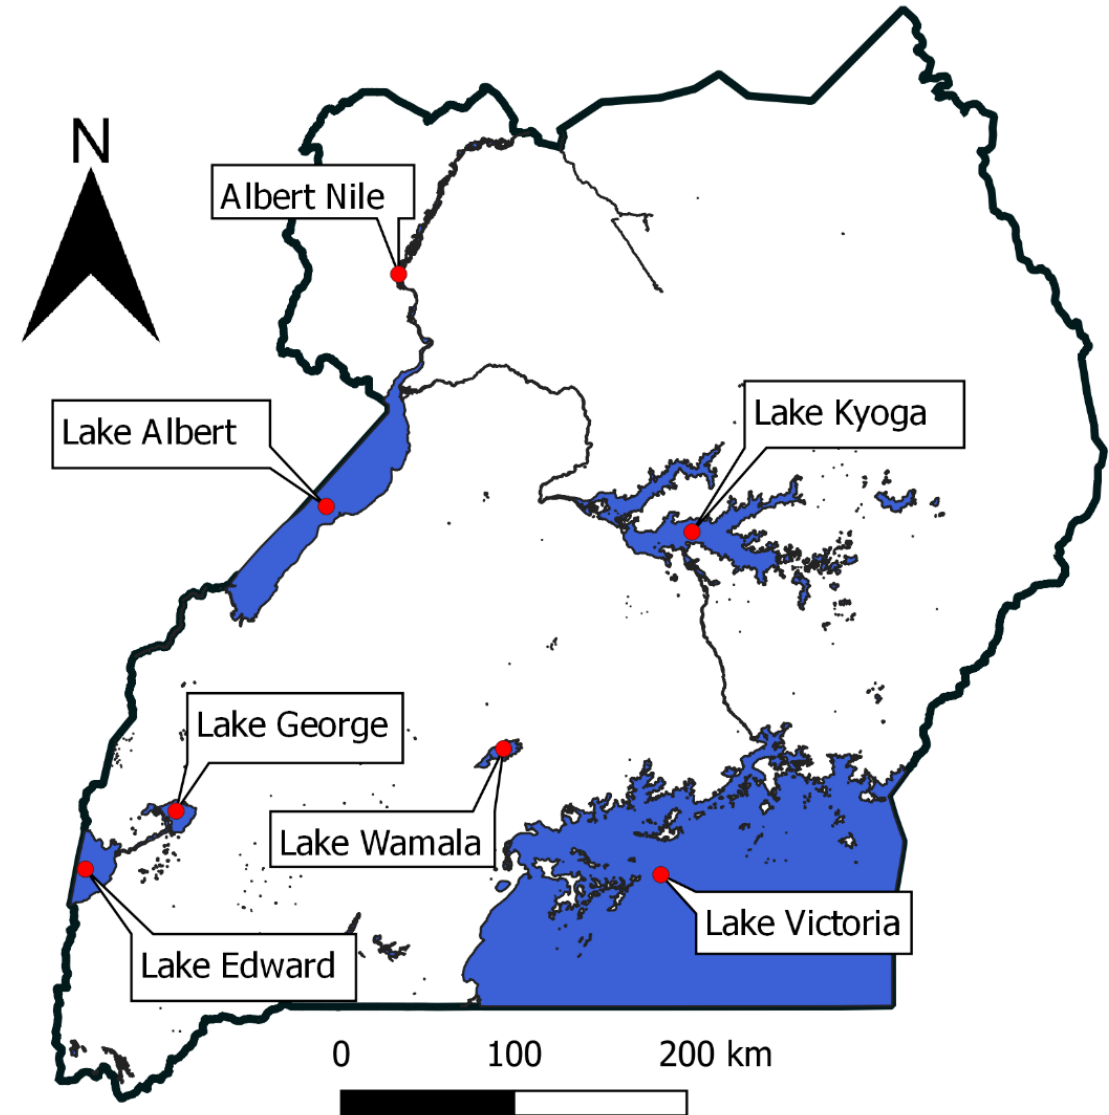 N
Albert Nile
Lake Kyoga
Lake Albert
Lake George
Lake Wamala
Lake Victoria
Lake Edward
0 100 200 km